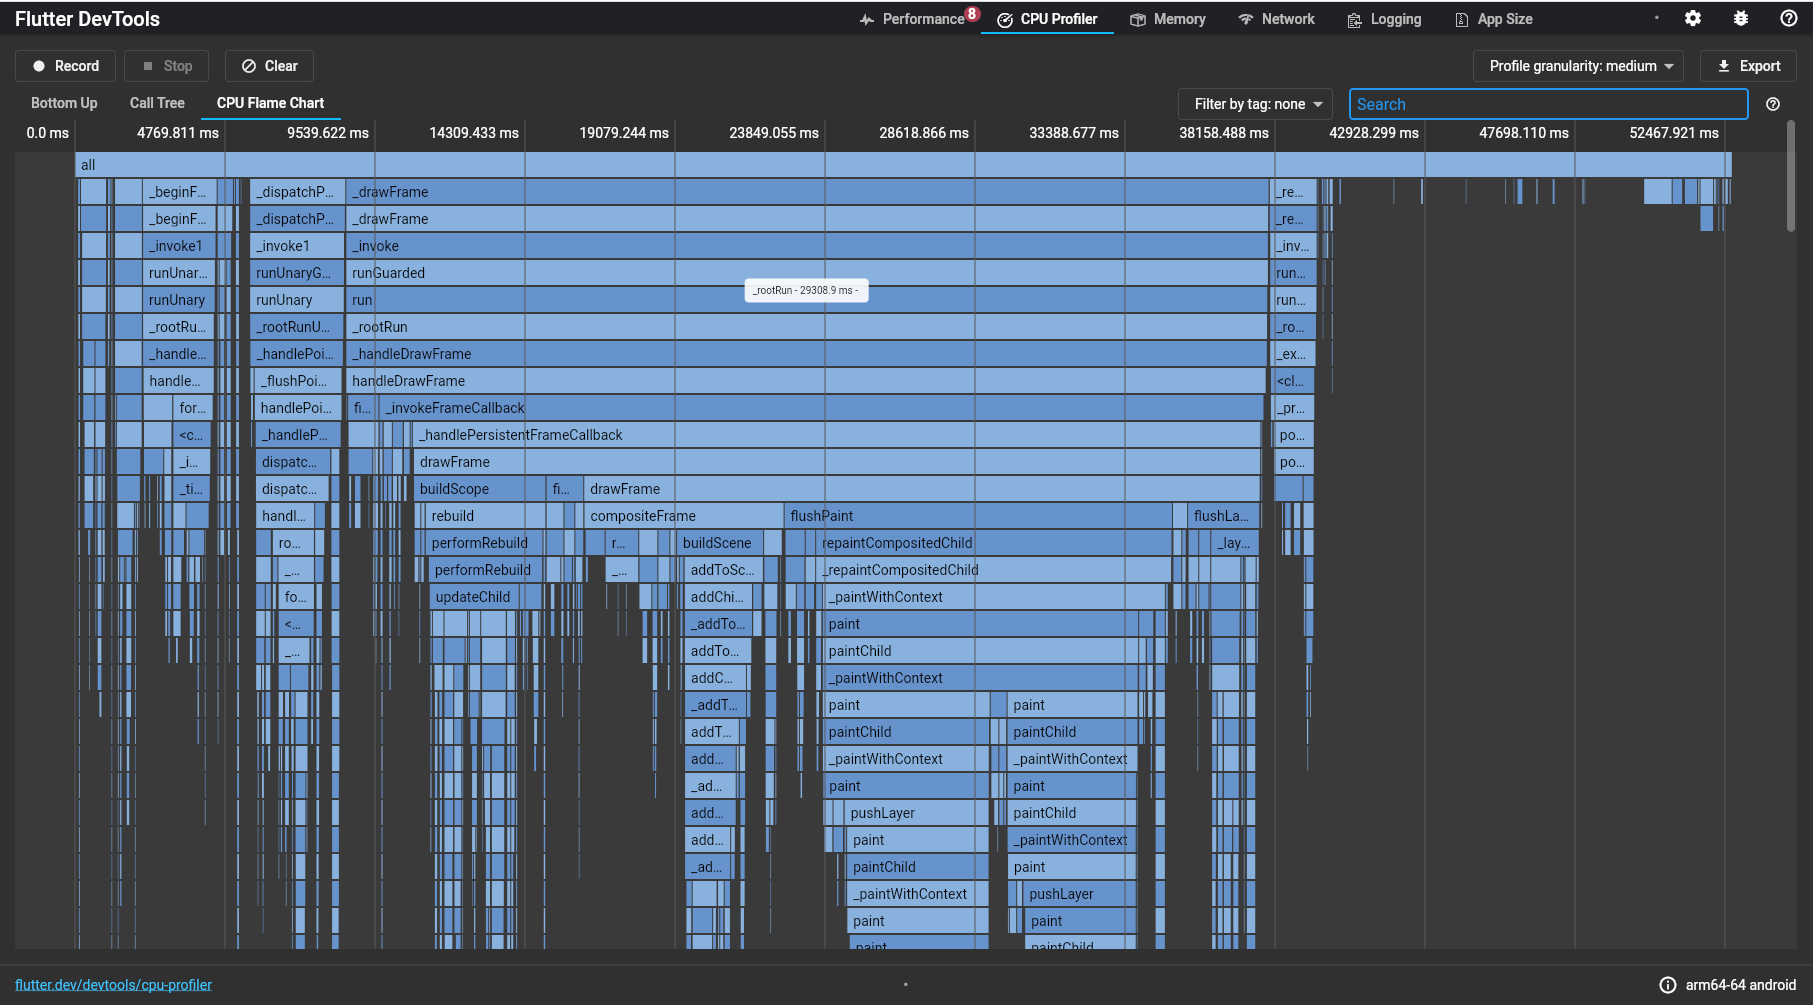 Flutter DevTools
Performance 8 CPU Profiler Memory Network Logging App Size
Record Stop Clear Profile granularity: medium Export
Bottom Up Call Tree CPU Flame Chart Filter by tag: none Search
0.0 ms 4769.811 ms 9539.622 ms 14309.433 ms 19079.244 ms 23849.055 ms 28618.866 ms 33388.677 ms 38158.488 ms 42928.299 ms 47698.110 ms 52467.921 ms
all
_beginF... _dispatchP... _drawFrame _re...
_beginF... _dispatchP... _drawFrame _re...
_invoke1 _invoke1 _invoke _inv...
runUnar... runUnaryG... runGuarded run...
_rootRun - 29308.9 ms -
runUnary runUnary run run...
_rootRu... _rootRunU... _rootRun _ro...
_handle... _handlePoi... _handleDrawFrame _ex...
handle... _flushPoi... handleDrawFrame <cl...
for... handlePoi... fi... _invokeFrameCallback _pr...
<c... _handleP... _handlePersistentFrameCallback po...
_i... dispatc... drawFrame po...
_ti... dispatc... buildScope fi... drawFrame
handl... rebuild compositeFrame flushPaint flushLa...
ro... performRebuild r... buildScene repaintCompositedChild _lay...
_... performRebuild _... addToSc... _repaintCompositedChild
fo... updateChild addChi... _paintWithContext
<... _addTo... paint
_... addTo... paintChild
addC... _paintWithContext
_addT... paint paint
addT... paintChild paintChild
add... _paintWithContext _paintWithContext
_ad... paint paint
add... pushLayer paintChild
add... paint _paintWithContext
_ad... paintChild paint
_paintWithContext pushLayer
paint paint
paint paintChild
flutter.dev/devtools/cpu-profiler arm64-64 android